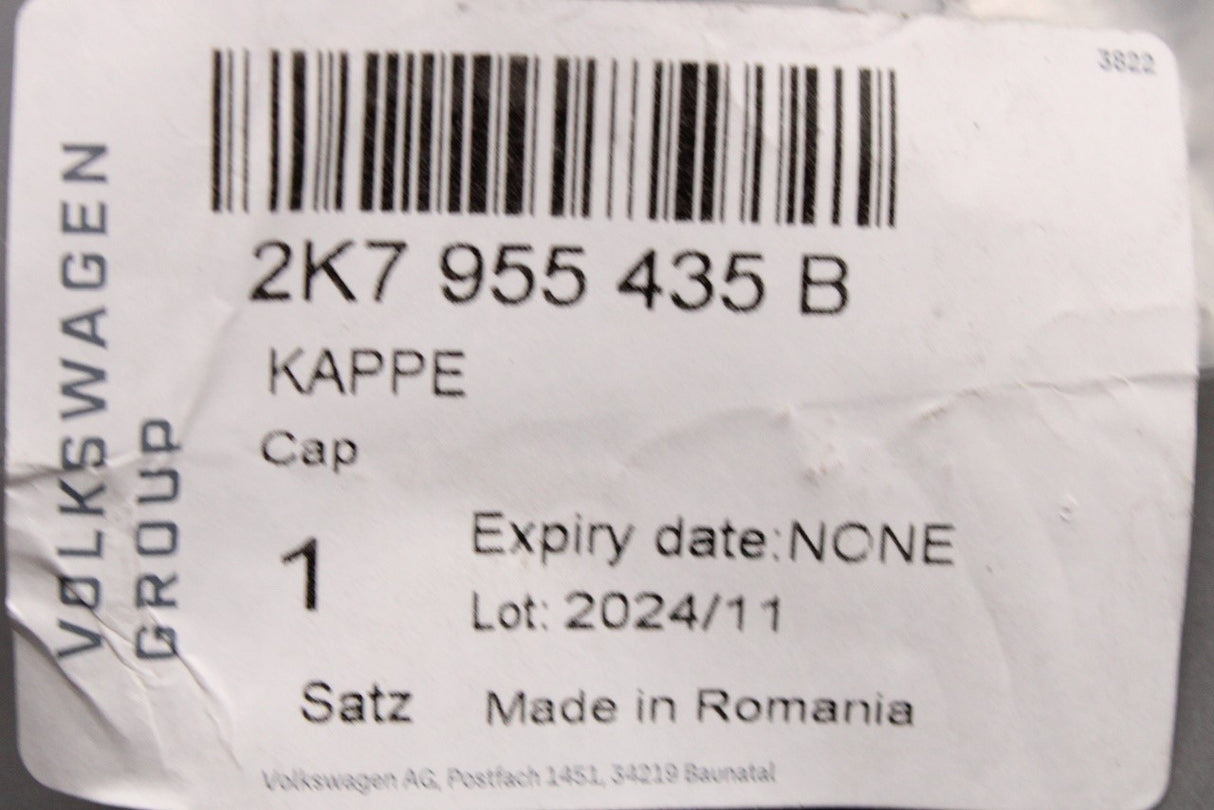 3822
VOLKSWAGEN
GROUP
2K7 955 435 B
KAPPE
Cap
1
Expiry date:NONE
Lot: 2024/11
Satz
Made in Romania
Volkswagen AG, Postfach 1451, 34219 Baunatal